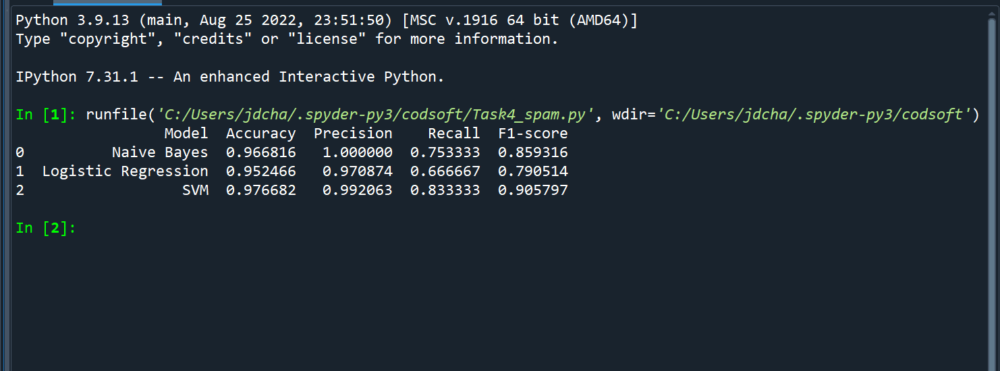 Python 3.9.13 (main, Aug 25 2022, 23:51:50) [MSC v.1916 64 bit (AMD64)]
Type "copyright", "credits" or "license" for more information.
IPython 7.31.1 -- An enhanced Interactive Python.
In [1]: runfile('C:/Users/jdcha/.spyder-py3/codsoft/Task4_spam.py', wdir='C:/Users/jdcha/.spyder-py3/codsoft')
Model Accuracy Precision Recall F1-score
0 Naive Bayes 0.966816 1.000000 0.753333 0.859316
1 Logistic Regression 0.952466 0.970874 0.666667 0.790514
2 SVM 0.976682 0.992063 0.833333 0.905797
In [2]: